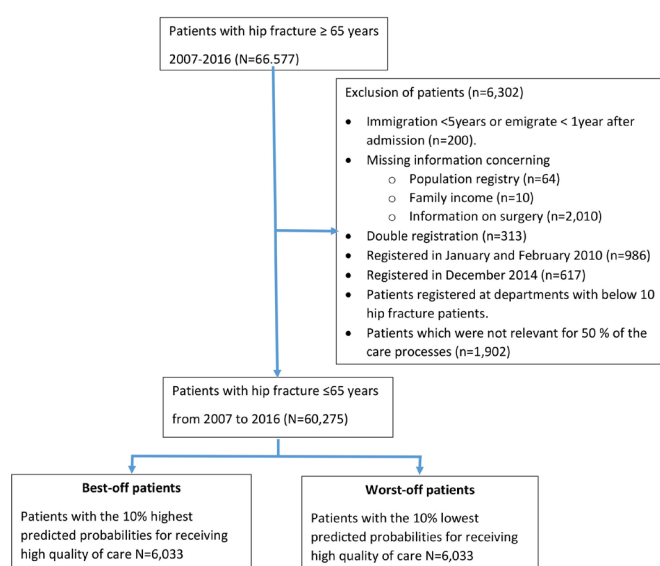 Patients with hip fracture ≥ 65 years
2007-2016 (N=66.577)
Exclusion of patients (n=6,302)
• Immigration <5years or emigrate < 1year after
admission (n=200).
• Missing information concerning
o Population registry (n=64)
o Family income (n=10)
o Information on surgery (n=2,010)
• Double registration (n=313)
• Registered in January and February 2010 (n=986)
• Registered in December 2014 (n=617)
• Patients registered at departments with below 10
hip fracture patients.
• Patients which were not relevant for 50 % of the
care processes (n=1,902)
Patients with hip fracture ≤65 years
from 2007 to 2016 (N=60,275)
Best-off patients
Patients with the 10% highest
predicted probabilities for receiving
high quality of care N=6,033
Worst-off patients
Patients with the 10% lowest
predicted probabilities for receiving
high quality of care N=6,033